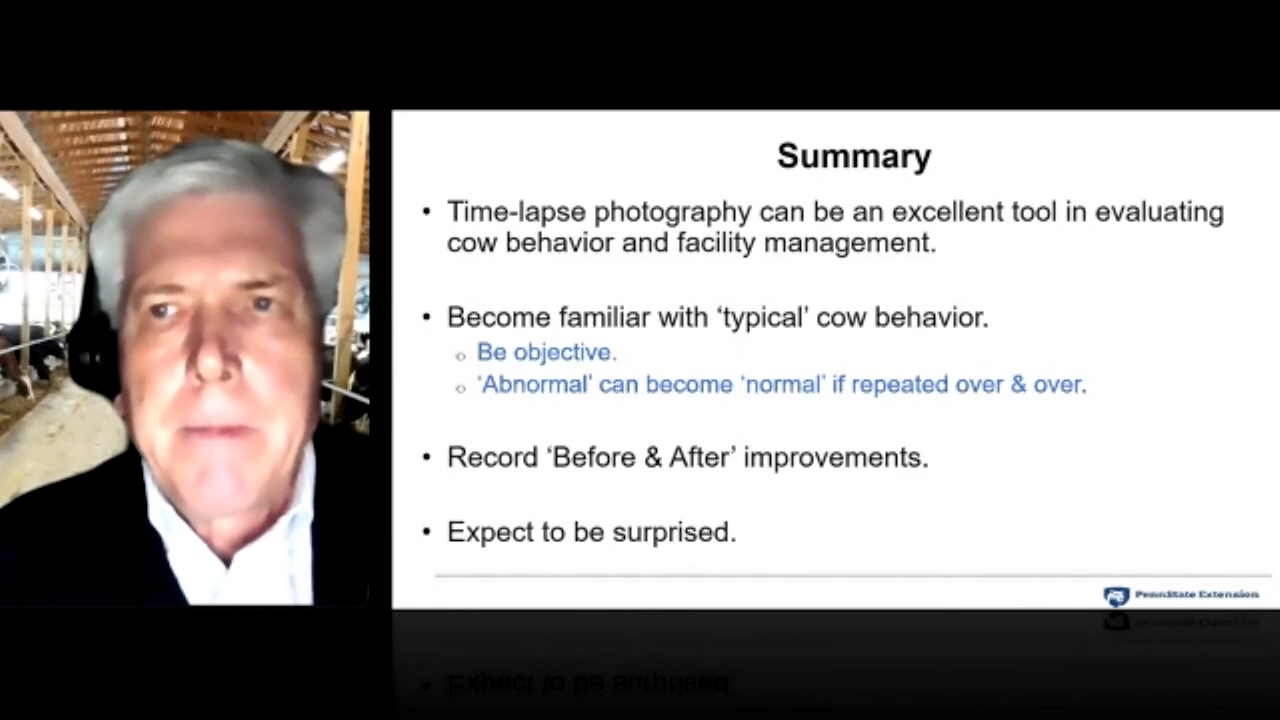 Summary
• Time-lapse photography can be an excellent tool in evaluating
cow behavior and facility management.
• Become familiar with ‘typical’ cow behavior.
○ Be objective.
○ ‘Abnormal’ can become ‘normal’ if repeated over & over.
• Record ‘Before & After’ improvements.
• Expect to be surprised.
PennState Extension